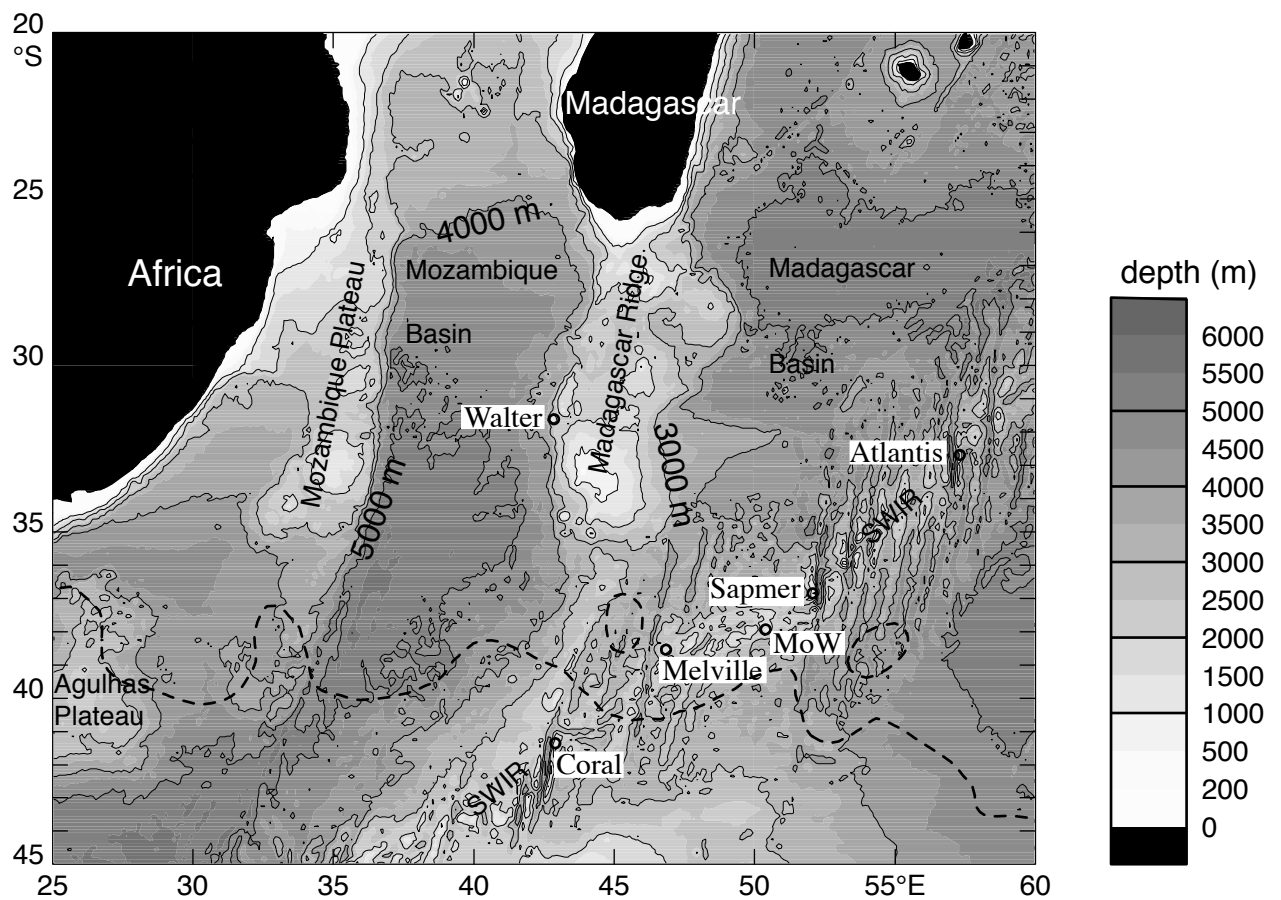 20
°S
Madagascar
25
4000 m
Africa
Mozambique
Madagascar
depth (m)
Mozambique Plateau
Madagascar Ridge
6000
5500
5000
4500
4000
3500
3000
2500
2000
1500
1000
500
200
0
30
Basin
Basin
Walter
3000 m
Atlantis
35
5000 m
SWIR
Sapmer
MoW
Melville
40
Agulhas
Plateau
Coral
SWIR
45
25
30
35
40
45
50
55°E
60